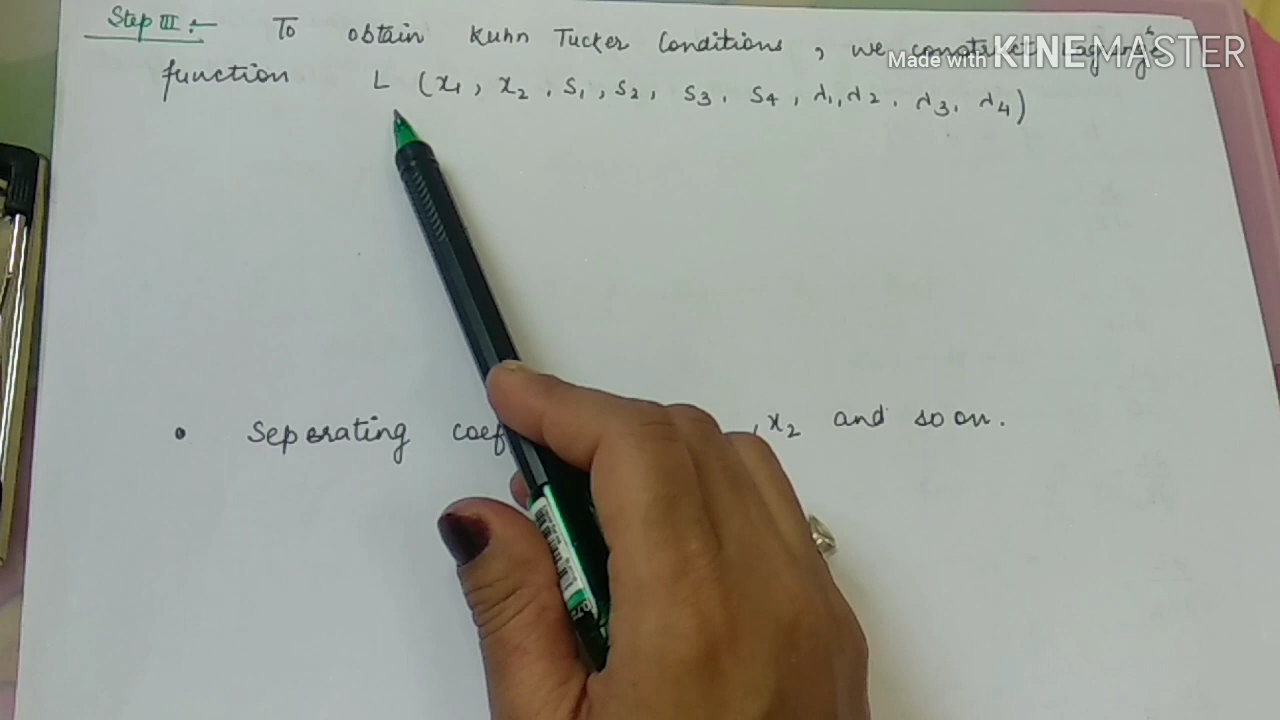 Step III :- To obtain Kuhn Tucker Conditions , we
Made with KINEMASTER
function L (x1, x2, s1, s2, s3, s4, λ1, λ2, λ3, λ4)
• Seperating coef , x2 and so on.